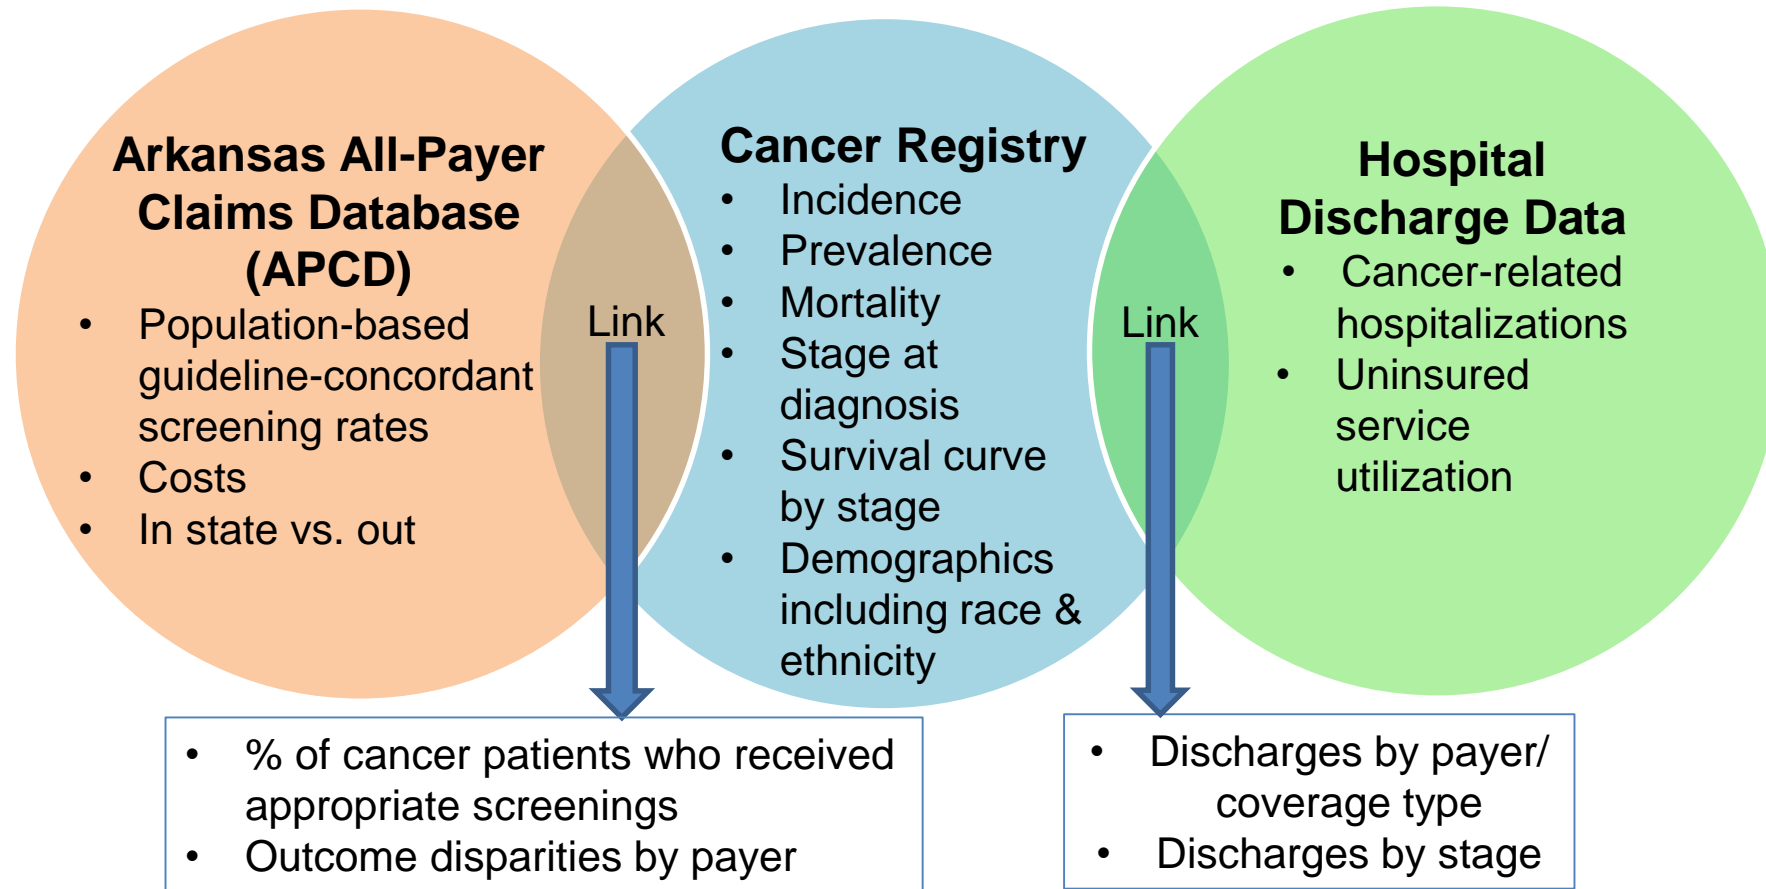 Arkansas All-Payer
Claims Database
(APCD)
• Population-based
guideline-concordant
screening rates
• Costs
• In state vs. out
Link
Cancer Registry
• Incidence
• Prevalence
• Mortality
• Stage at
diagnosis
• Survival curve
by stage
• Demographics
including race &
ethnicity
Link
Hospital
Discharge Data
• Cancer-related
hospitalizations
• Uninsured
service
utilization
• % of cancer patients who received
appropriate screenings
• Outcome disparities by payer
• Discharges by payer/
coverage type
• Discharges by stage